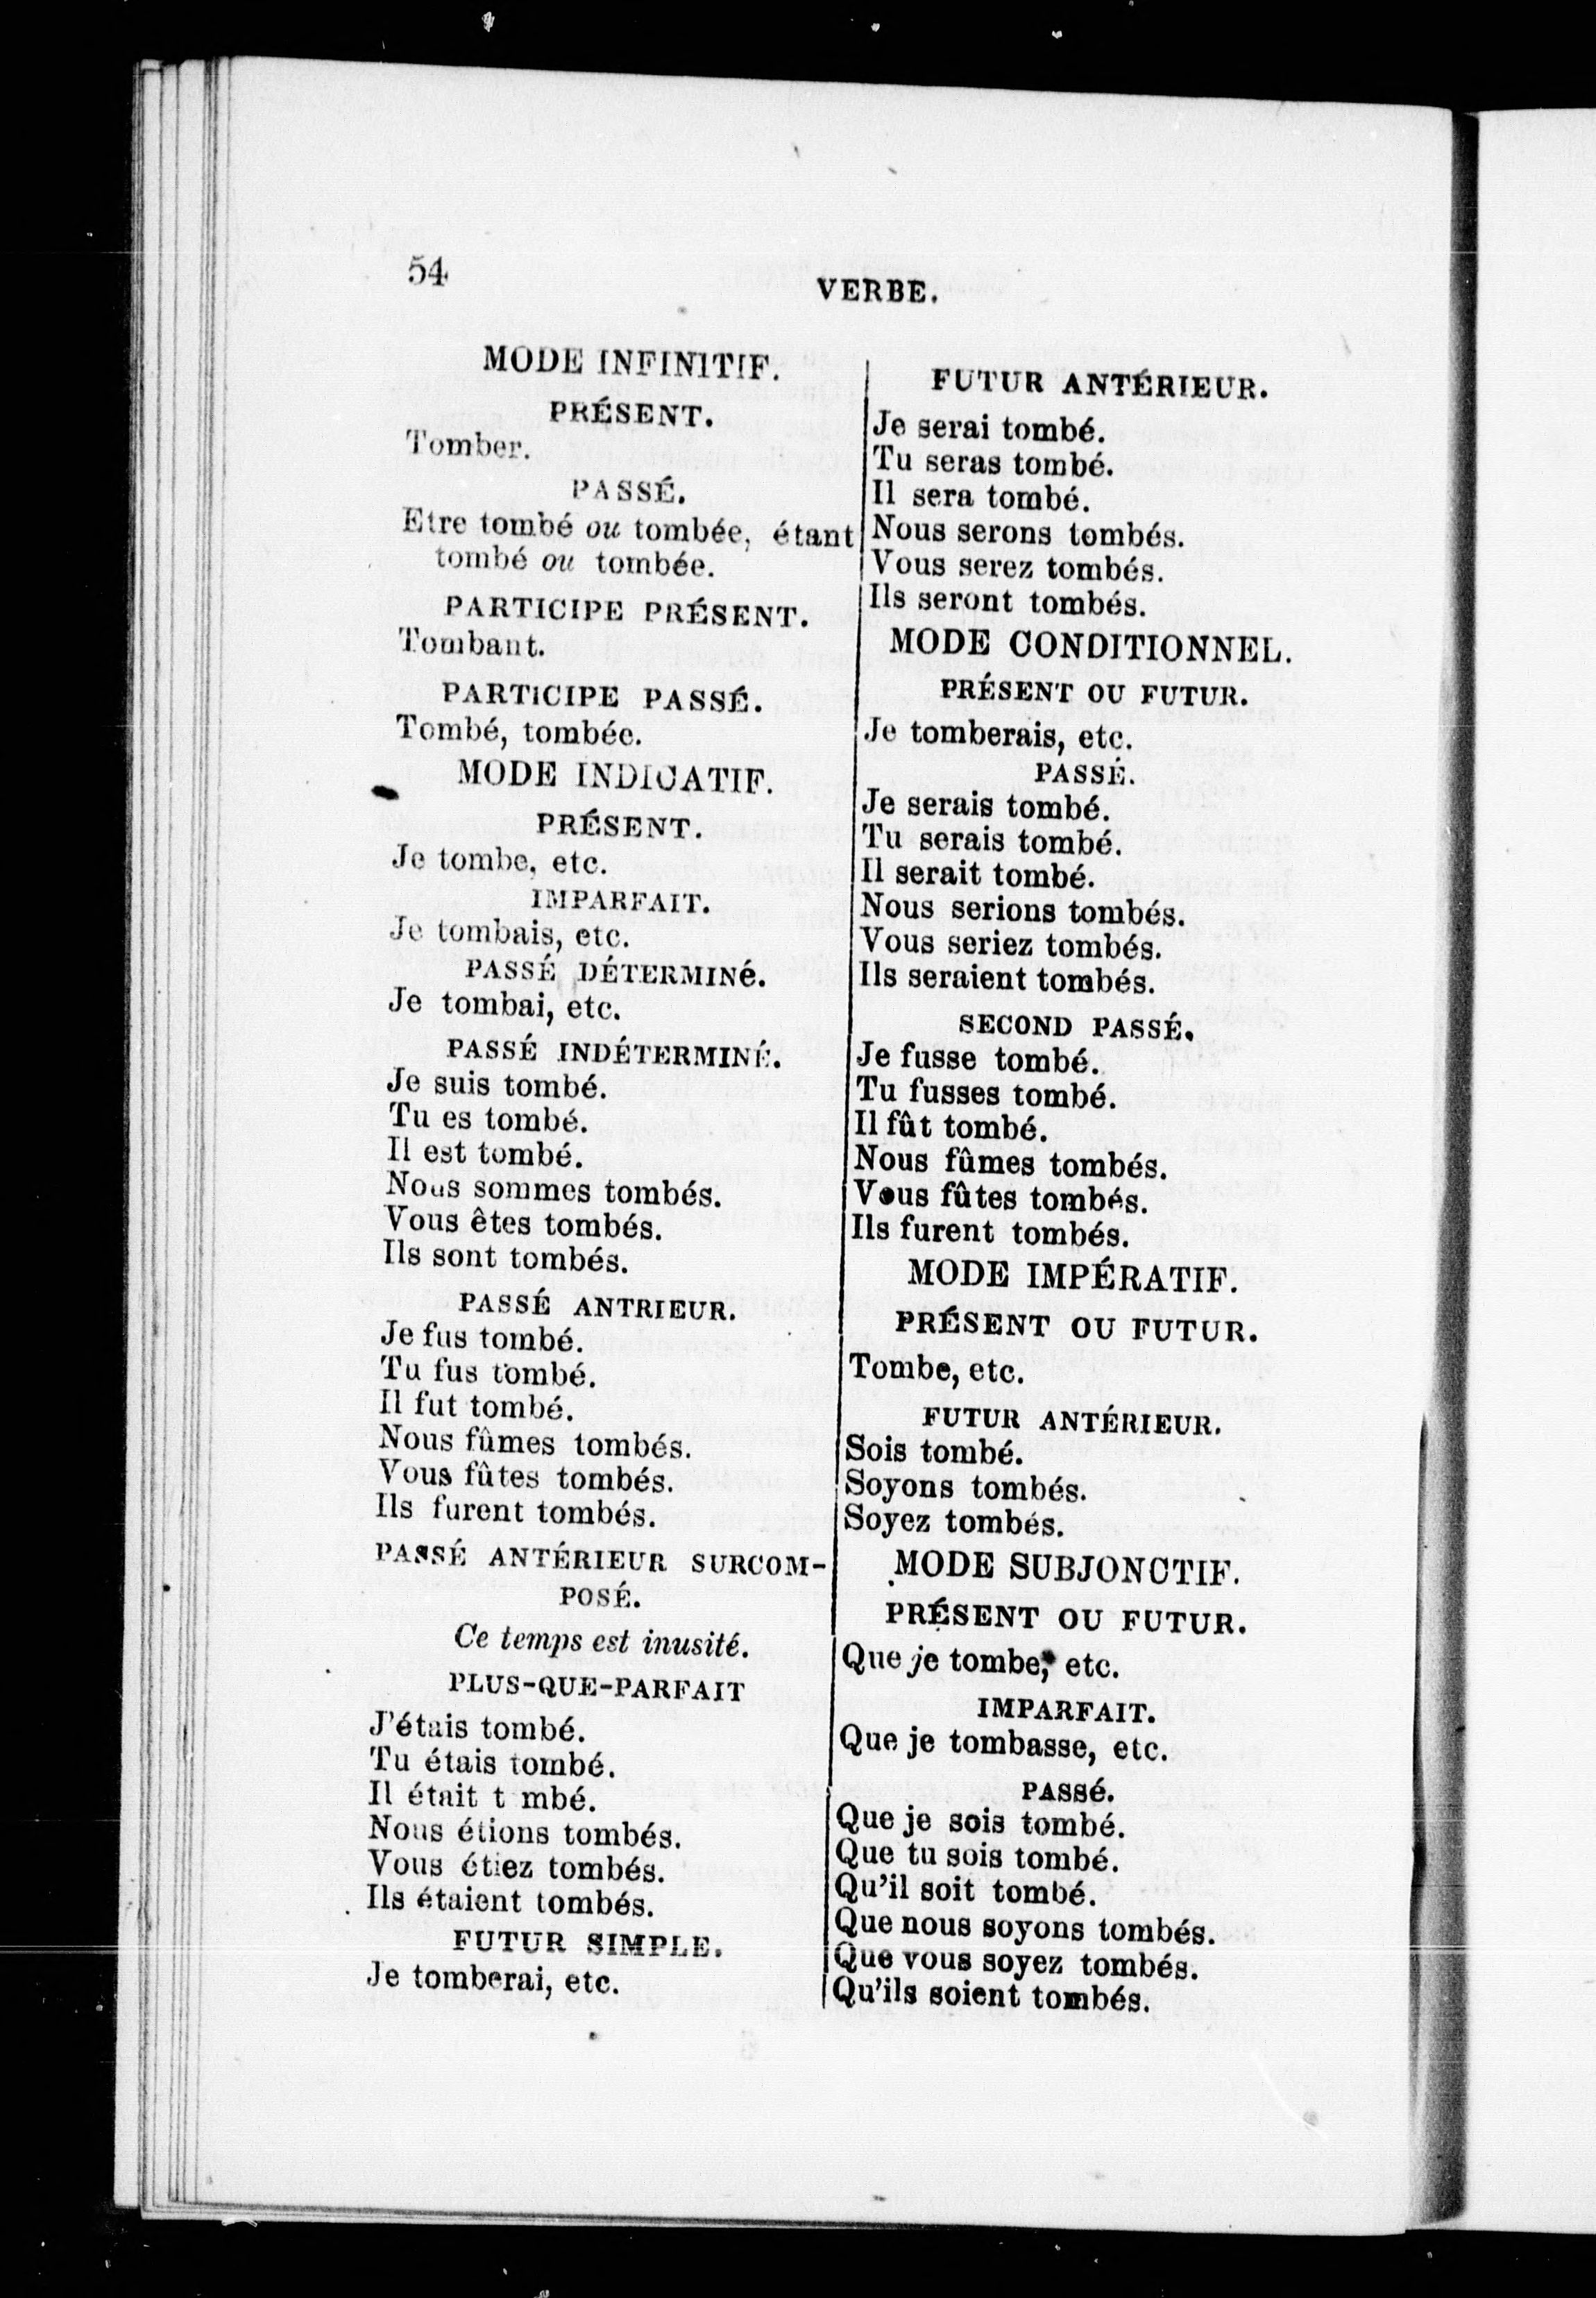 54
VERBE.
MODE INFINITIF.
PRÉSENT.
Tomber.
PASSÉ.
Etre tombé ou tombée, étant
tombé ou tombée.
PARTICIPE PRÉSENT.
Tombant.
PARTICIPE PASSÉ.
Tombé, tombée.
MODE INDICATIF.
PRÉSENT.
Je tombe, etc.
IMPARFAIT.
Je tombais, etc.
PASSÉ DÉTERMINé.
Je tombai, etc.
PASSÉ INDÉTERMINÉ.
Je suis tombé.
Tu es tombé.
Il est tombé.
Nous sommes tombés.
Vous êtes tombés.
Ils sont tombés.
PASSÉ ANTRIEUR.
Je fus tombé.
Tu fus tombé.
Il fut tombé.
Nous fûmes tombés.
Vous fûtes tombés.
Ils furent tombés.
PASSÉ ANTÉRIEUR SURCOM-
POSÉ.
Ce temps est inusité.
PLUS-QUE-PARFAIT
J'étais tombé.
Tu étais tombé.
Il était t mbé.
Nous étions tombés.
Vous étiez tombés.
Ils étaient tombés.
FUTUR SIMPLE.
Je tomberai, etc.
FUTUR ANTÉRIEUR.
Je serai tombé.
Tu seras tombé.
Il sera tombé.
Nous serons tombés.
Vous serez tombés.
Ils seront tombés.
MODE CONDITIONNEL.
PRÉSENT OU FUTUR.
Je tomberais, etc.
PASSÉ.
Je serais tombé.
Tu serais tombé.
Il serait tombé.
Nous serions tombés.
Vous seriez tombés.
Ils seraient tombés.
SECOND PASSÉ.
Je fusse tombé.
Tu fusses tombé.
Il fût tombé.
Nous fûmes tombés.
Vous fûtes tombés.
Ils furent tombés.
MODE IMPÉRATIF.
PRÉSENT OU FUTUR.
Tombe, etc.
FUTUR ANTÉRIEUR.
Sois tombé.
Soyons tombés.
Soyez tombés.
MODE SUBJONCTIF.
PRÉSENT OU FUTUR.
Que je tombe, etc.
IMPARFAIT.
Que je tombasse, etc.
PASSé.
Que je sois tombé.
Que tu sois tombé.
Qu'il soit tombé.
Que nous soyons tombés.
Que vous soyez tombés.
Qu'ils soient tombés.